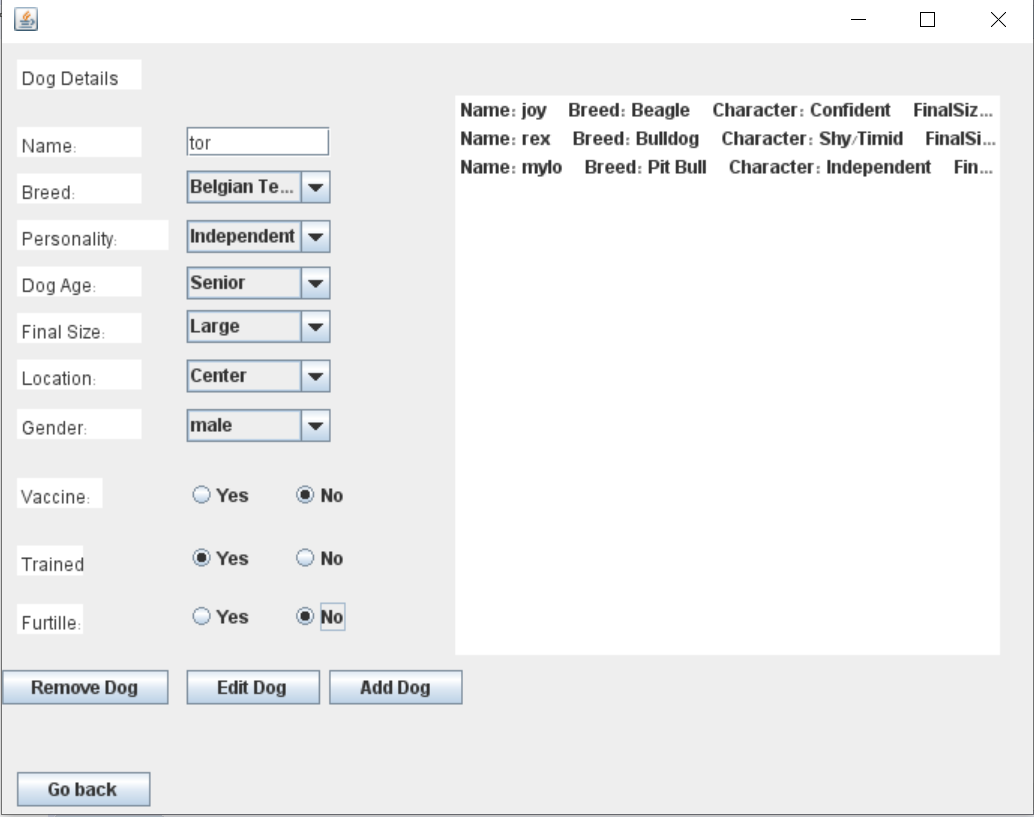 Dog Details
Name: joy Breed: Beagle Character: Confident FinalSiz...
Name: rex Breed: Bulldog Character: Shy/Timid FinalSi...
Name: mylo Breed: Pit Bull Character: Independent Fin...
Name: tor
Breed: Belgian Te...
Personality: Independent
Dog Age: Senior
Final Size: Large
Location: Center
Gender: male
Vaccine: Yes No
Trained Yes No
Furtille: Yes No
Remove Dog Edit Dog Add Dog
Go back